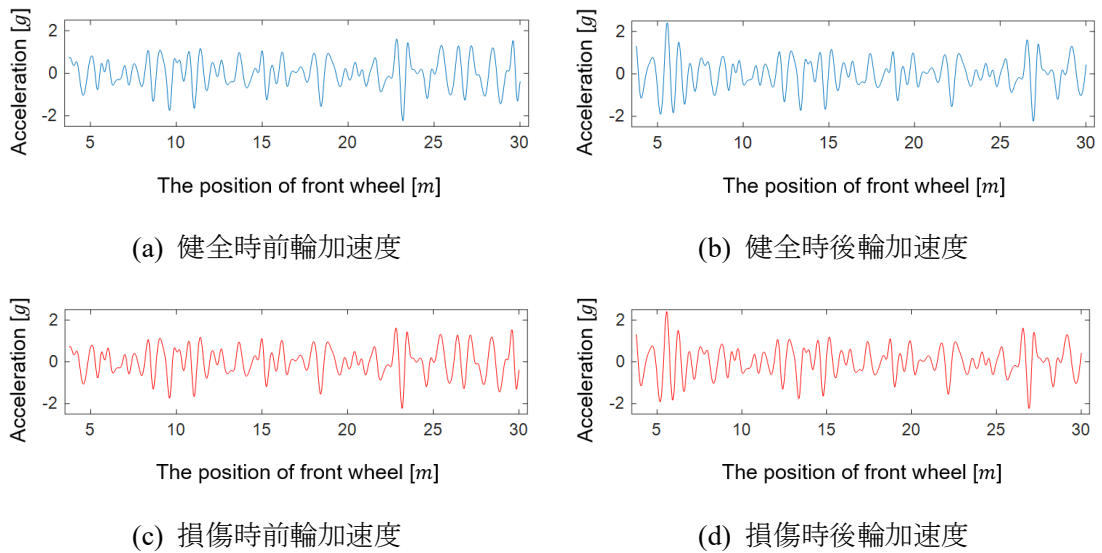 Acceleration [g]
2
0
-2
5 10 15 20 25 30
The position of front wheel [m]
(a) 健全時前輪加速度
Acceleration [g]
2
0
-2
5 10 15 20 25 30
The position of front wheel [m]
(b) 健全時後輪加速度
Acceleration [g]
2
0
-2
5 10 15 20 25 30
The position of front wheel [m]
(c) 損傷時前輪加速度
Acceleration [g]
2
0
-2
5 10 15 20 25 30
The position of front wheel [m]
(d) 損傷時後輪加速度